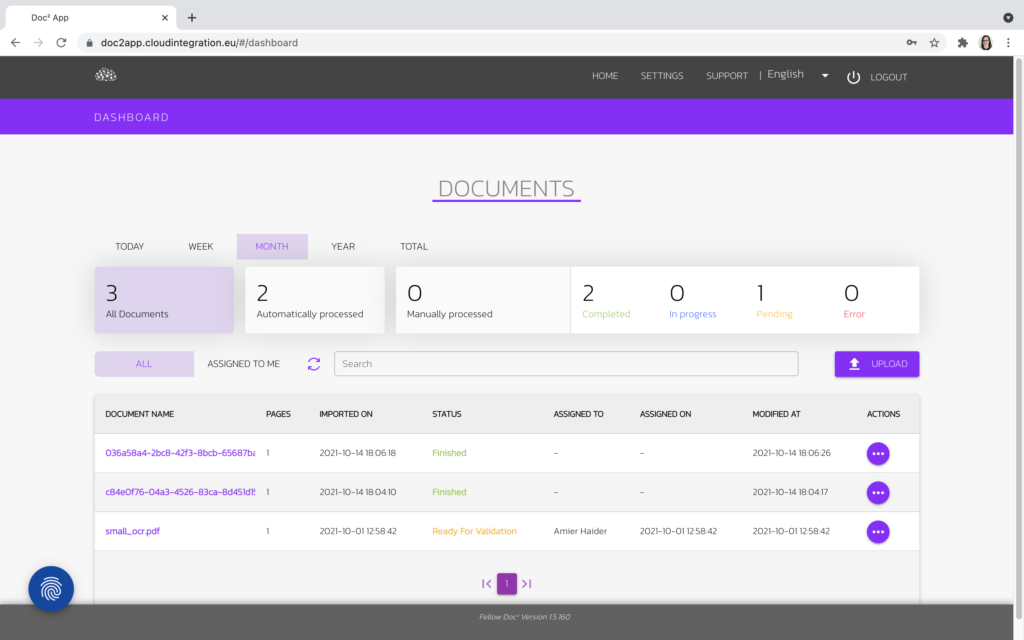 Doc² App
doc2app.cloudintegration.eu/#/dashboard
HOME SETTINGS SUPPORT | English LOGOUT
DASHBOARD
DOCUMENTS
TODAY WEEK MONTH YEAR TOTAL
3 2 0 2 0 1 0
All Documents Automatically processed Manually processed Completed In progress Pending Error
ALL ASSIGNED TO ME Search UPLOAD
DOCUMENT NAME PAGES IMPORTED ON STATUS ASSIGNED TO ASSIGNED ON MODIFIED AT ACTIONS
036a58a4-2bc8-42f3-8bcb-65687ba 1 2021-10-14 18:06:18 Finished - - 2021-10-14 18:06:26
c84e0f76-04a3-4526-83ca-8d451d15 1 2021-10-14 18:04:10 Finished - - 2021-10-14 18:04:17
small_ocr.pdf 1 2021-10-01 12:58:42 Ready For Validation Amier Haider 2021-10-01 12:58:42 2021-10-01 12:58:42
1
Fellow Doc² Version 1.5.160